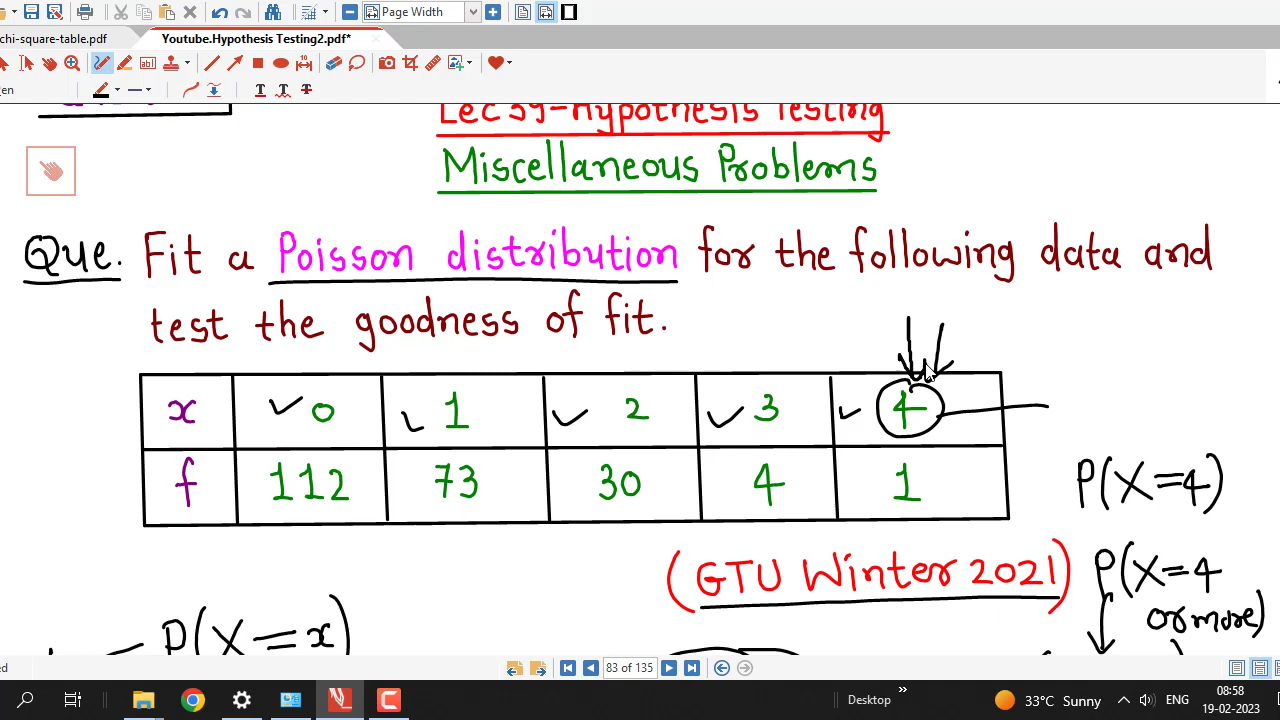 Page Width
chi-square-table.pdf
Youtube.Hypothesis Testing2.pdf*
en
Lec 59-Hypothesis Testing
Miscellaneous Problems
Que. Fit a Poisson distribution for the following data and
test the goodness of fit.
x 0 1 2 3 4
f 112 73 30 4 1
P(X=4)
(GTU Winter 2021)
P(X=4
or more)
P(X=x)
ed
83 of 135
Desktop
»
33°C Sunny
ENG
08:58
19-02-2023